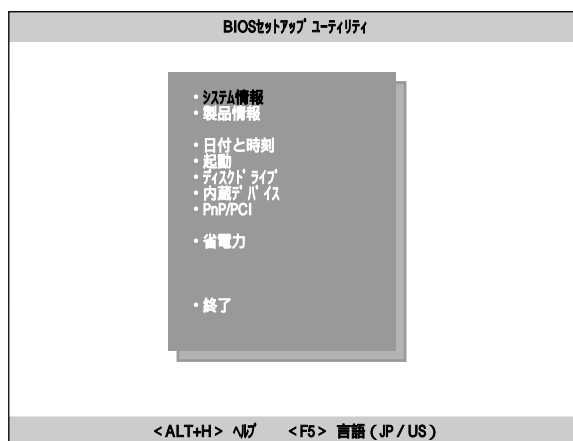 BIOSｾｯﾄｱｯﾌﾟ ﾕｰﾃｨﾘﾃｨ
・ｼｽﾃﾑ情報
・製品情報
・日付と時刻
・起動
・ﾃﾞｨｽｸﾄﾞﾗｲﾌﾞ
・内蔵ﾃﾞﾊﾞｲｽ
・PnP/PCI
・省電力
・終了
<ALT+H> ﾍﾙﾌﾟ <F5> 言語 ( JP / US )